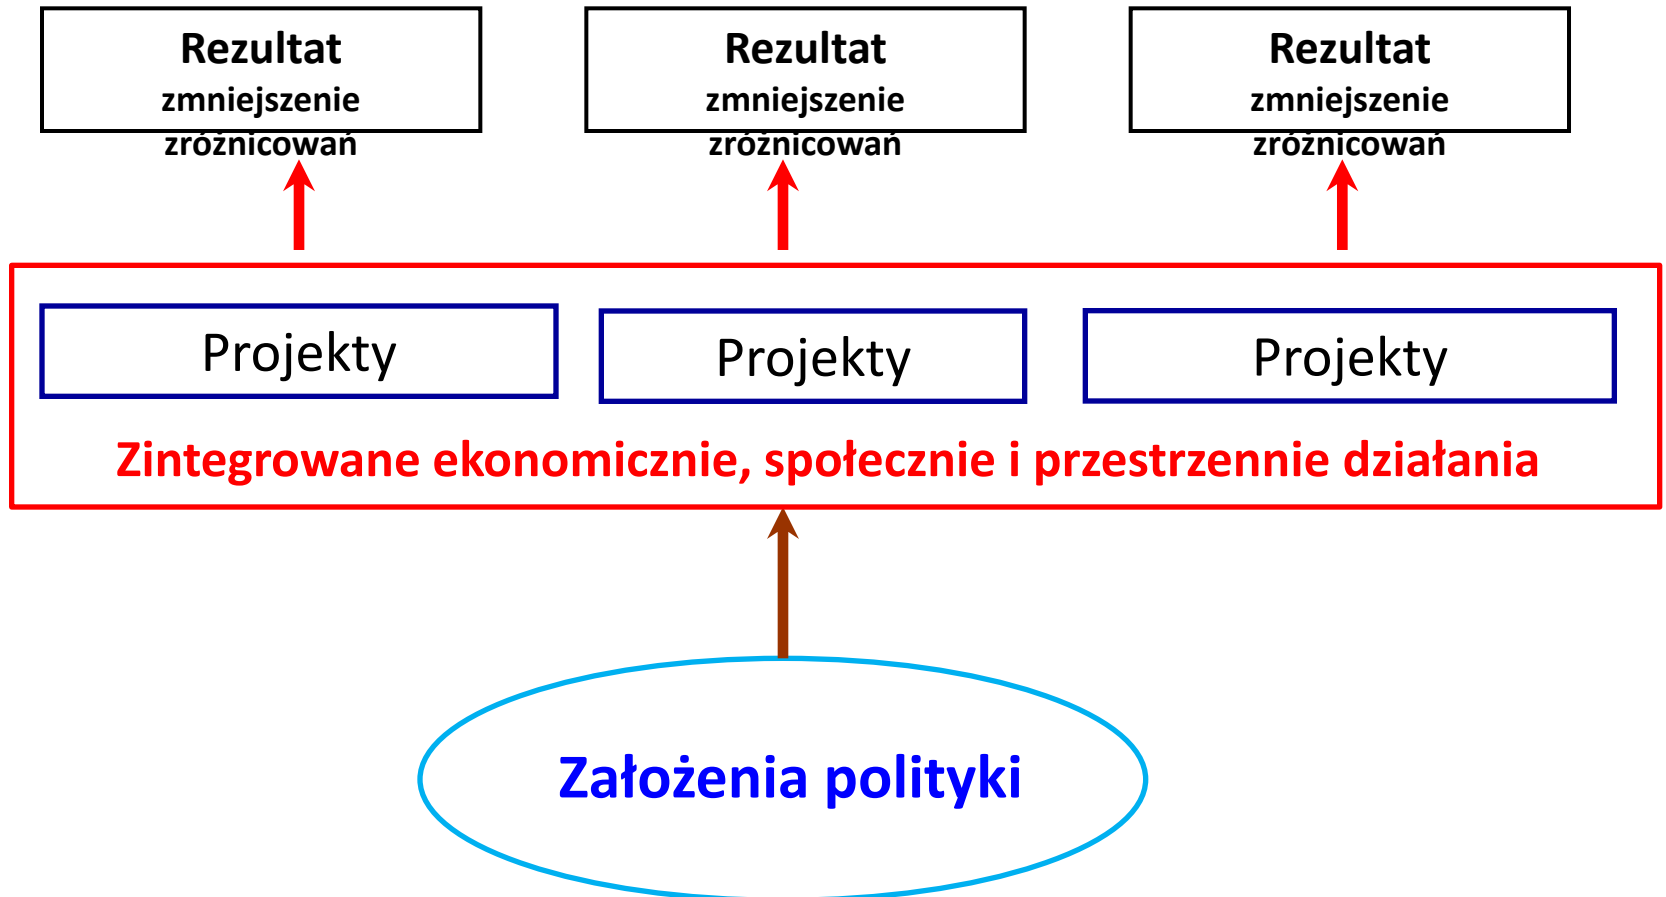 Rezultat
zmniejszenie
zróżnicowań
Rezultat
zmniejszenie
zróżnicowań
Rezultat
zmniejszenie
zróżnicowań
Projekty
Projekty
Projekty
Zintegrowane ekonomicznie, społecznie i przestrzennie działania
Założenia polityki